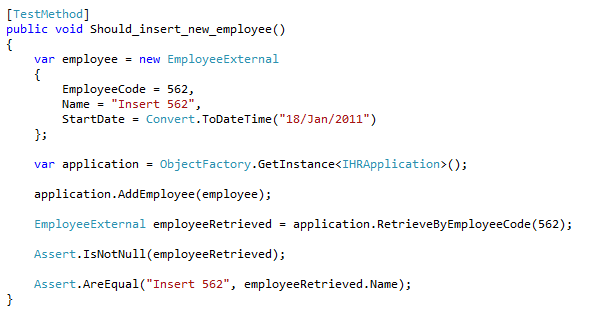 [TestMethod]
public void Should_insert_new_employee()
{
    var employee = new EmployeeExternal
    {
        EmployeeCode = 562,
        Name = "Insert 562",
        StartDate = Convert.ToDateTime("18/Jan/2011")
    };

    var application = ObjectFactory.GetInstance<IHRApplication>();

    application.AddEmployee(employee);

    EmployeeExternal employeeRetrieved = application.RetrieveByEmployeeCode(562);

    Assert.IsNotNull(employeeRetrieved);

    Assert.AreEqual("Insert 562", employeeRetrieved.Name);
}